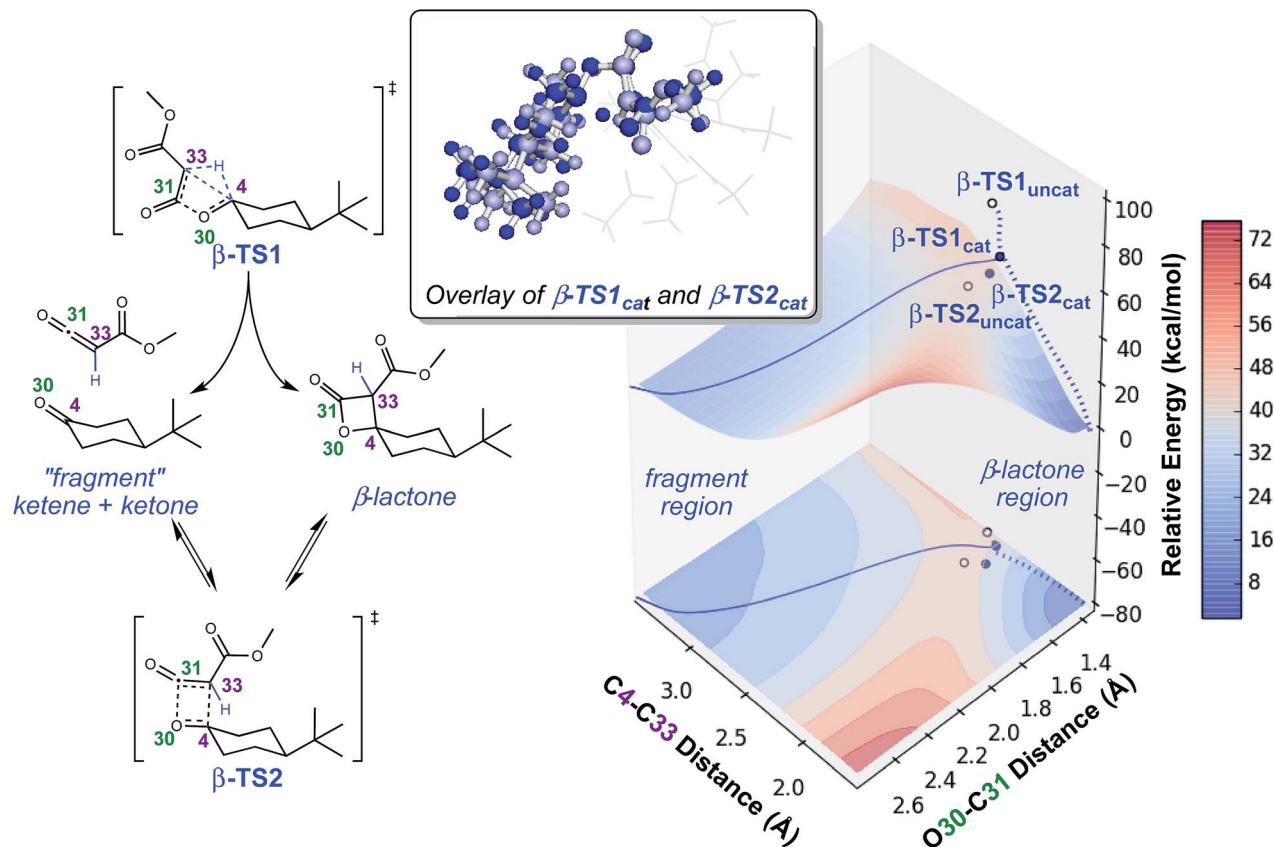 ‡
O
O
O
33
H
31
4
O
O
30
β-TS1
31
O
O
33
O
H
30
O
4
"fragment"
ketene + ketone
O
H
O
O
31
33
O
30
4
β-lactone
‡
O
O
31
O
33
H
O
30
4
β-TS2
Overlay of β-TS1cat and β-TS2cat
β-TS1uncat
β-TS1cat
β-TS2cat
β-TS2uncat
fragment
region
β-lactone
region
100
80
60
40
20
0
−20
−40
−60
−80
Relative Energy (kcal/mol)
72
64
56
48
40
32
24
16
8
3.0
2.5
2.0
C4-C33 Distance (Å)
1.4
1.6
1.8
2.0
2.2
2.4
2.6
O30-C31 Distance (Å)